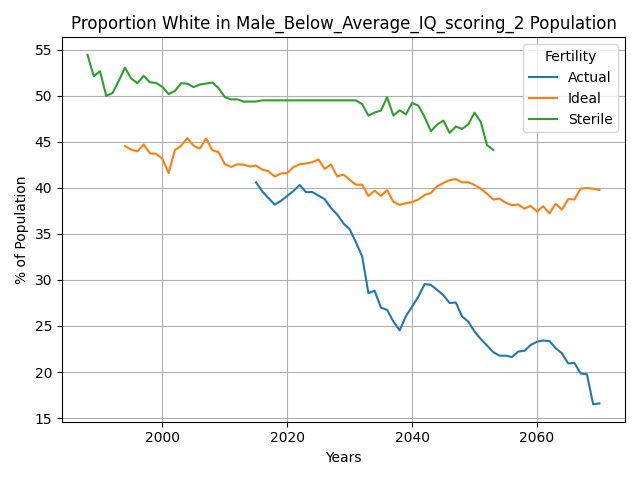 Proportion White in Male_Below_Average_IQ_scoring_2 Population
Fertility
Actual
Ideal
Sterile
% of Population
55
50
45
40
35
30
25
20
15
2000
2020
2040
2060
Years